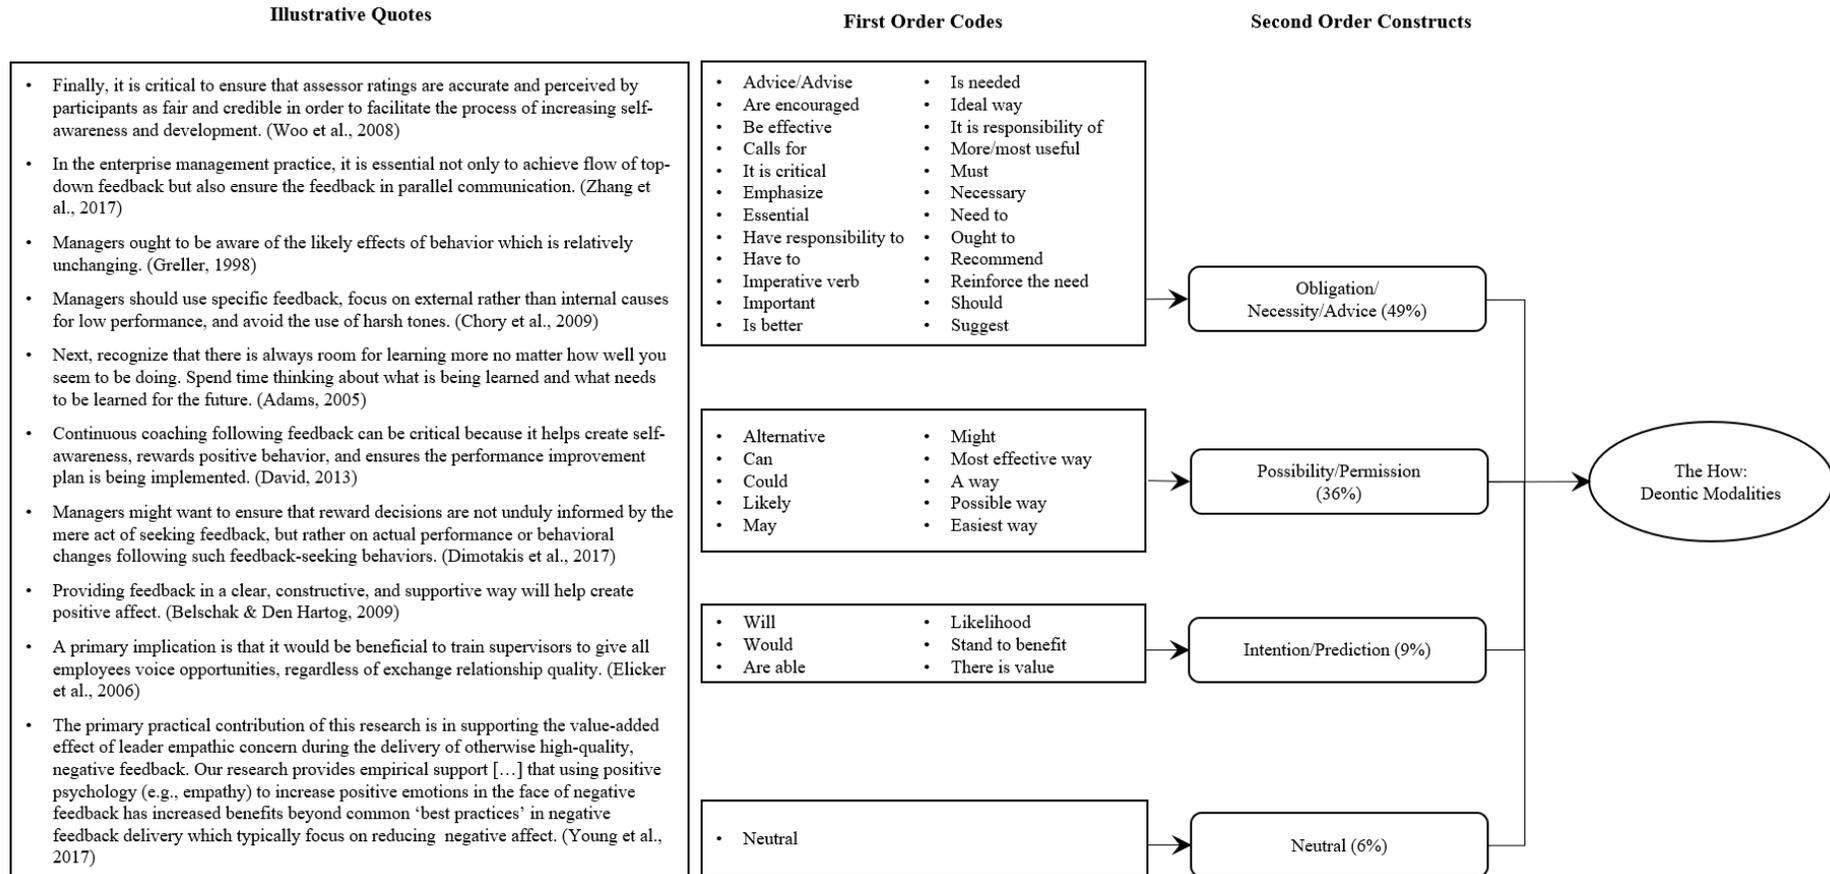 Illustrative Quotes
First Order Codes
Second Order Constructs
• Finally, it is critical to ensure that assessor ratings are accurate and perceived by
participants as fair and credible in order to facilitate the process of increasing self-
awareness and development. (Woo et al., 2008)
• In the enterprise management practice, it is essential not only to achieve flow of top-
down feedback but also ensure the feedback in parallel communication. (Zhang et
al., 2017)
• Managers ought to be aware of the likely effects of behavior which is relatively
unchanging. (Greller, 1998)
• Managers should use specific feedback, focus on external rather than internal causes
for low performance, and avoid the use of harsh tones. (Chory et al., 2009)
• Next, recognize that there is always room for learning more no matter how well you
seem to be doing. Spend time thinking about what is being learned and what needs
to be learned for the future. (Adams, 2005)
• Continuous coaching following feedback can be critical because it helps create self-
awareness, rewards positive behavior, and ensures the performance improvement
plan is being implemented. (David, 2013)
• Managers might want to ensure that reward decisions are not unduly informed by the
mere act of seeking feedback, but rather on actual performance or behavioral
changes following such feedback-seeking behaviors. (Dimotakis et al., 2017)
• Providing feedback in a clear, constructive, and supportive way will help create
positive affect. (Belschak & Den Hartog, 2009)
• A primary implication is that it would be beneficial to train supervisors to give all
employees voice opportunities, regardless of exchange relationship quality. (Elicker
et al., 2006)
• The primary practical contribution of this research is in supporting the value-added
effect of leader empathic concern during the delivery of otherwise high-quality,
negative feedback. Our research provides empirical support […] that using positive
psychology (e.g., empathy) to increase positive emotions in the face of negative
feedback has increased benefits beyond common ‘best practices’ in negative
feedback delivery which typically focus on reducing negative affect. (Young et al.,
2017)
• Advice/Advise
• Are encouraged
• Be effective
• Calls for
• It is critical
• Emphasize
• Essential
• Have responsibility to
• Have to
• Imperative verb
• Important
• Is better
• Is needed
• Ideal way
• It is responsibility of
• More/most useful
• Must
• Necessary
• Need to
• Ought to
• Recommend
• Reinforce the need
• Should
• Suggest
Obligation/
Necessity/Advice (49%)
• Alternative
• Can
• Could
• Likely
• May
• Might
• Most effective way
• A way
• Possible way
• Easiest way
Possibility/Permission
(36%)
• Will
• Would
• Are able
• Likelihood
• Stand to benefit
• There is value
Intention/Prediction (9%)
• Neutral
Neutral (6%)
The How:
Deontic Modalities